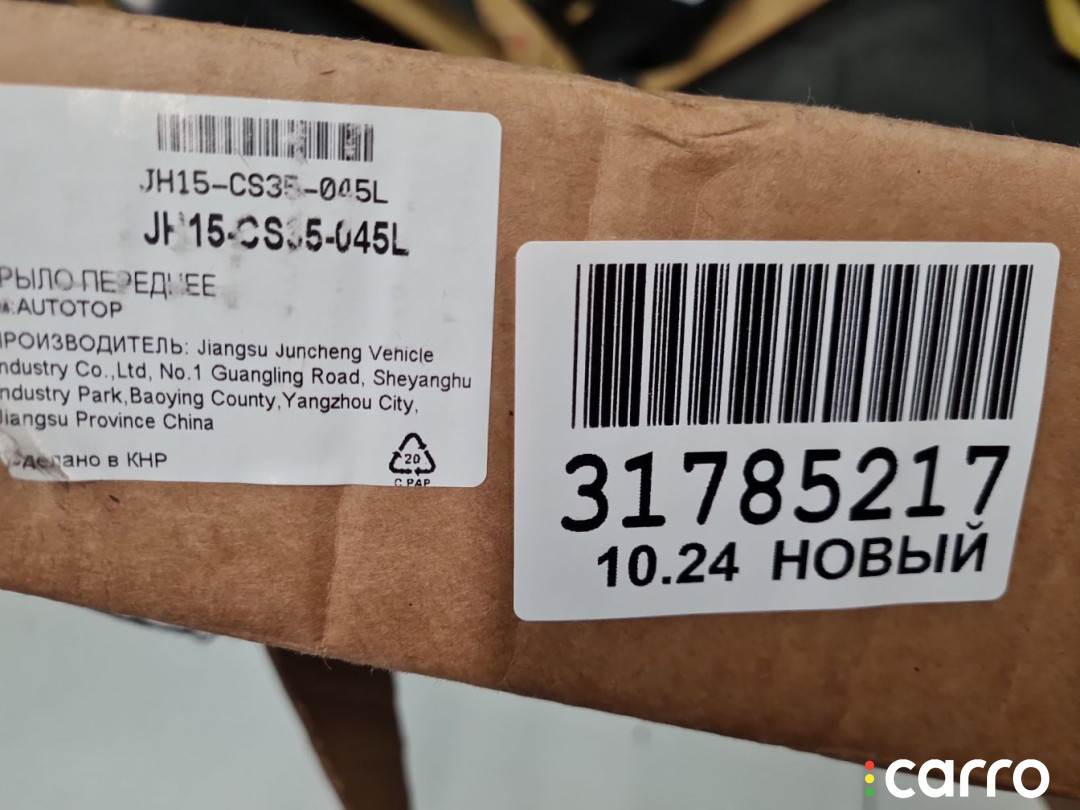 JH15-CS35-045L
JH15-CS35-045L
РЫЛО ПЕРЕДНЕЕ
AUTOTOP
ПРОИЗВОДИТЕЛЬ: Jiangsu Juncheng Vehicle
ndustry Co.,Ltd, No.1 Guangling Road, Sheyanghu
ndustry Park,Baoying County,Yangzhou City,
Jiangsu Province China
Сделано в КНР
20
C PAP
31785217
10.24 НОВЫЙ
carro